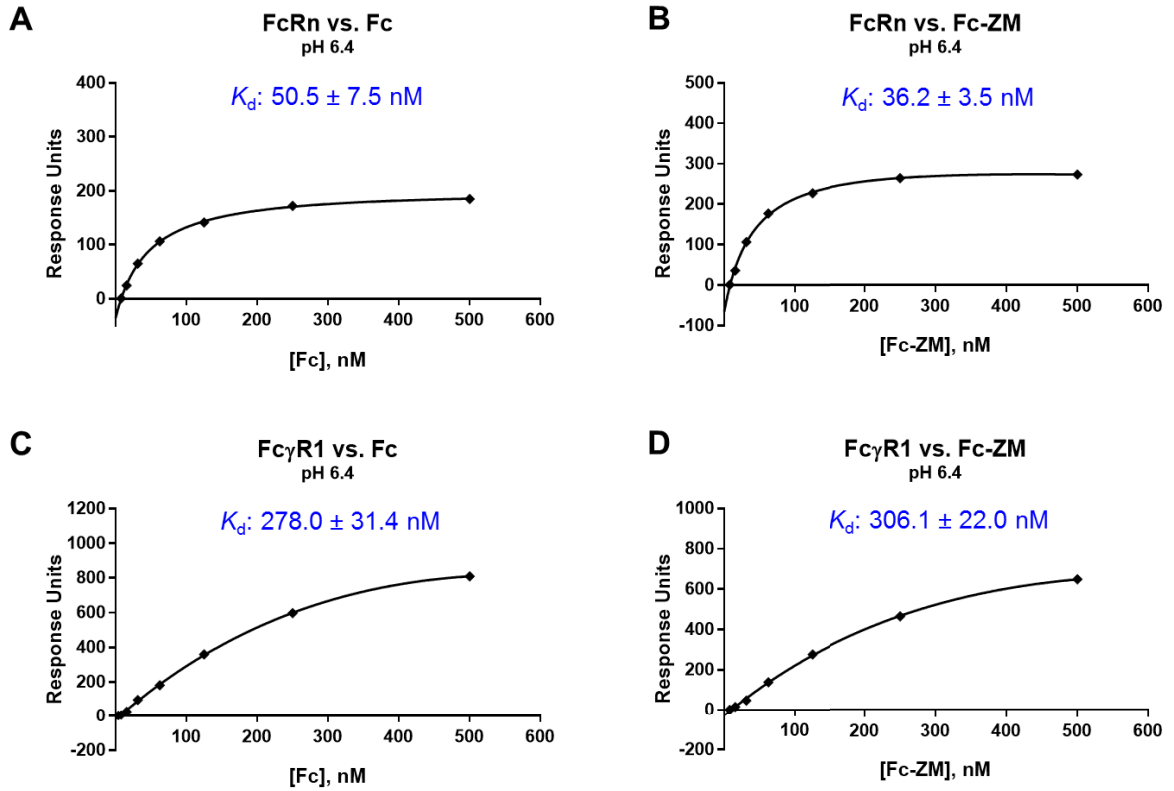 A
FcRn vs. Fc
pH 6.4
Kd: 50.5 ± 7.5 nM
Response Units
400
300
200
100
0
100 200 300 400 500 600
[Fc], nM
B
FcRn vs. Fc-ZM
pH 6.4
Kd: 36.2 ± 3.5 nM
Response Units
500
400
300
200
100
0
-100
100 200 300 400 500 600
[Fc-ZM], nM
C
FcγR1 vs. Fc
pH 6.4
Kd: 278.0 ± 31.4 nM
Response Units
1200
1000
800
600
400
200
0
-200
100 200 300 400 500 600
[Fc], nM
D
FcγR1 vs. Fc-ZM
pH 6.4
Kd: 306.1 ± 22.0 nM
Response Units
1000
800
600
400
200
0
-200
100 200 300 400 500 600
[Fc-ZM], nM